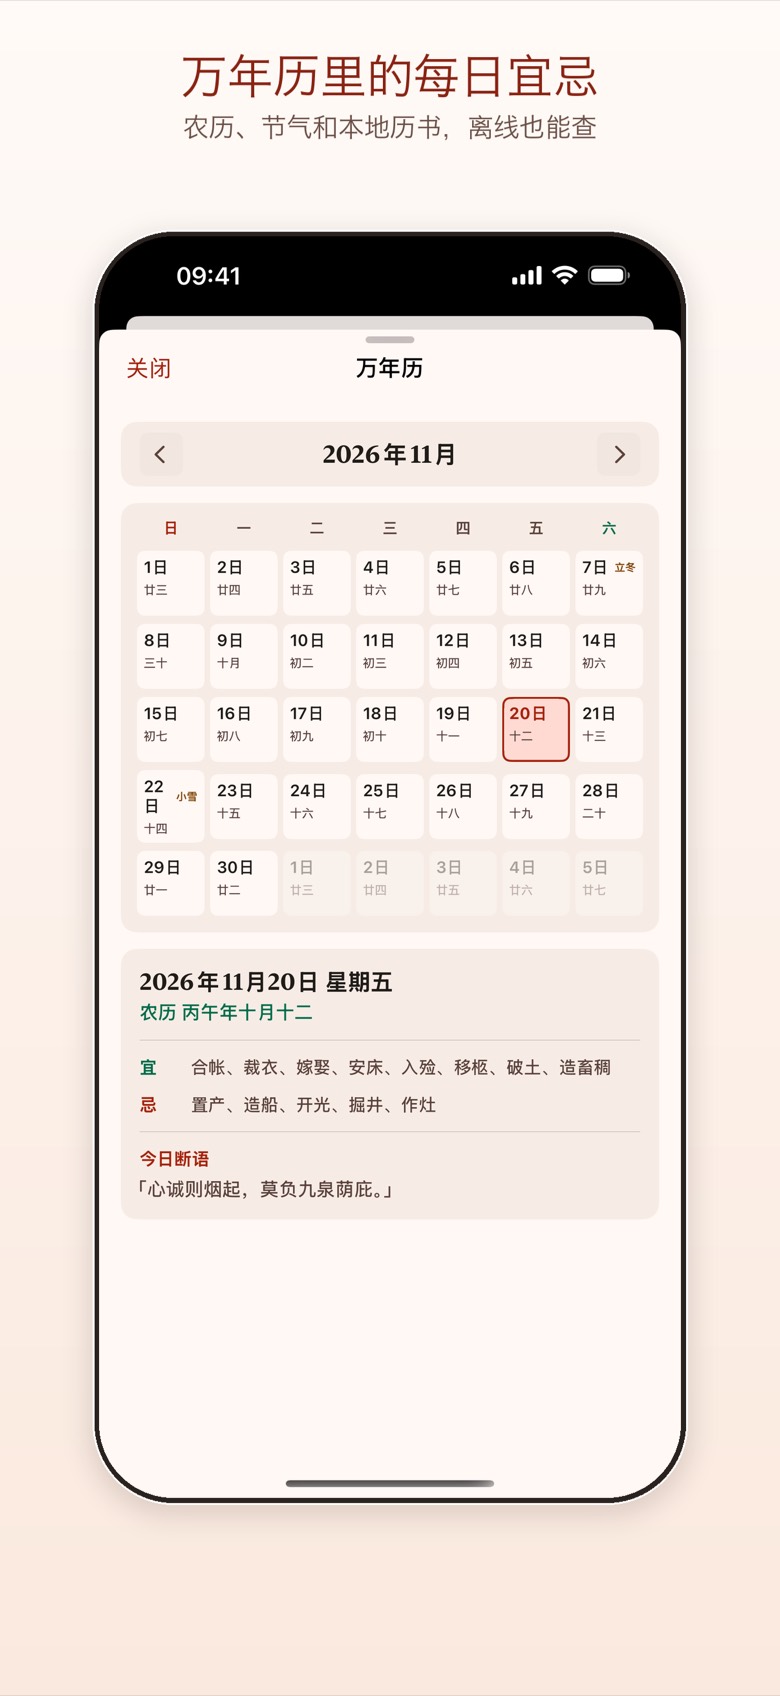 万年历里的每日宜忌
农历、节气和本地历书，离线也能查
09:41
关闭 万年历
2026年11月
日 一 二 三 四 五 六
1日 2日 3日 4日 5日 6日 7日 立冬
廿三 廿四 廿五 廿六 廿七 廿八 廿九
8日 9日 10日 11日 12日 13日 14日
三十 十月 初二 初三 初四 初五 初六
15日 16日 17日 18日 19日 20日 21日
初七 初八 初九 初十 十一 十二 十三
22日 小雪 23日 24日 25日 26日 27日 28日
十四 十五 十六 十七 十八 十九 二十
29日 30日 1日 2日 3日 4日 5日
廿一 廿二 廿三 廿四 廿五 廿六 廿七
2026年11月20日 星期五
农历 丙午年十月十二
宜 合帐、裁衣、嫁娶、安床、入殓、移柩、破土、造畜稠
忌 置产、造船、开光、掘井、作灶
今日断语
「心诚则烟起，莫负九泉荫庇。」